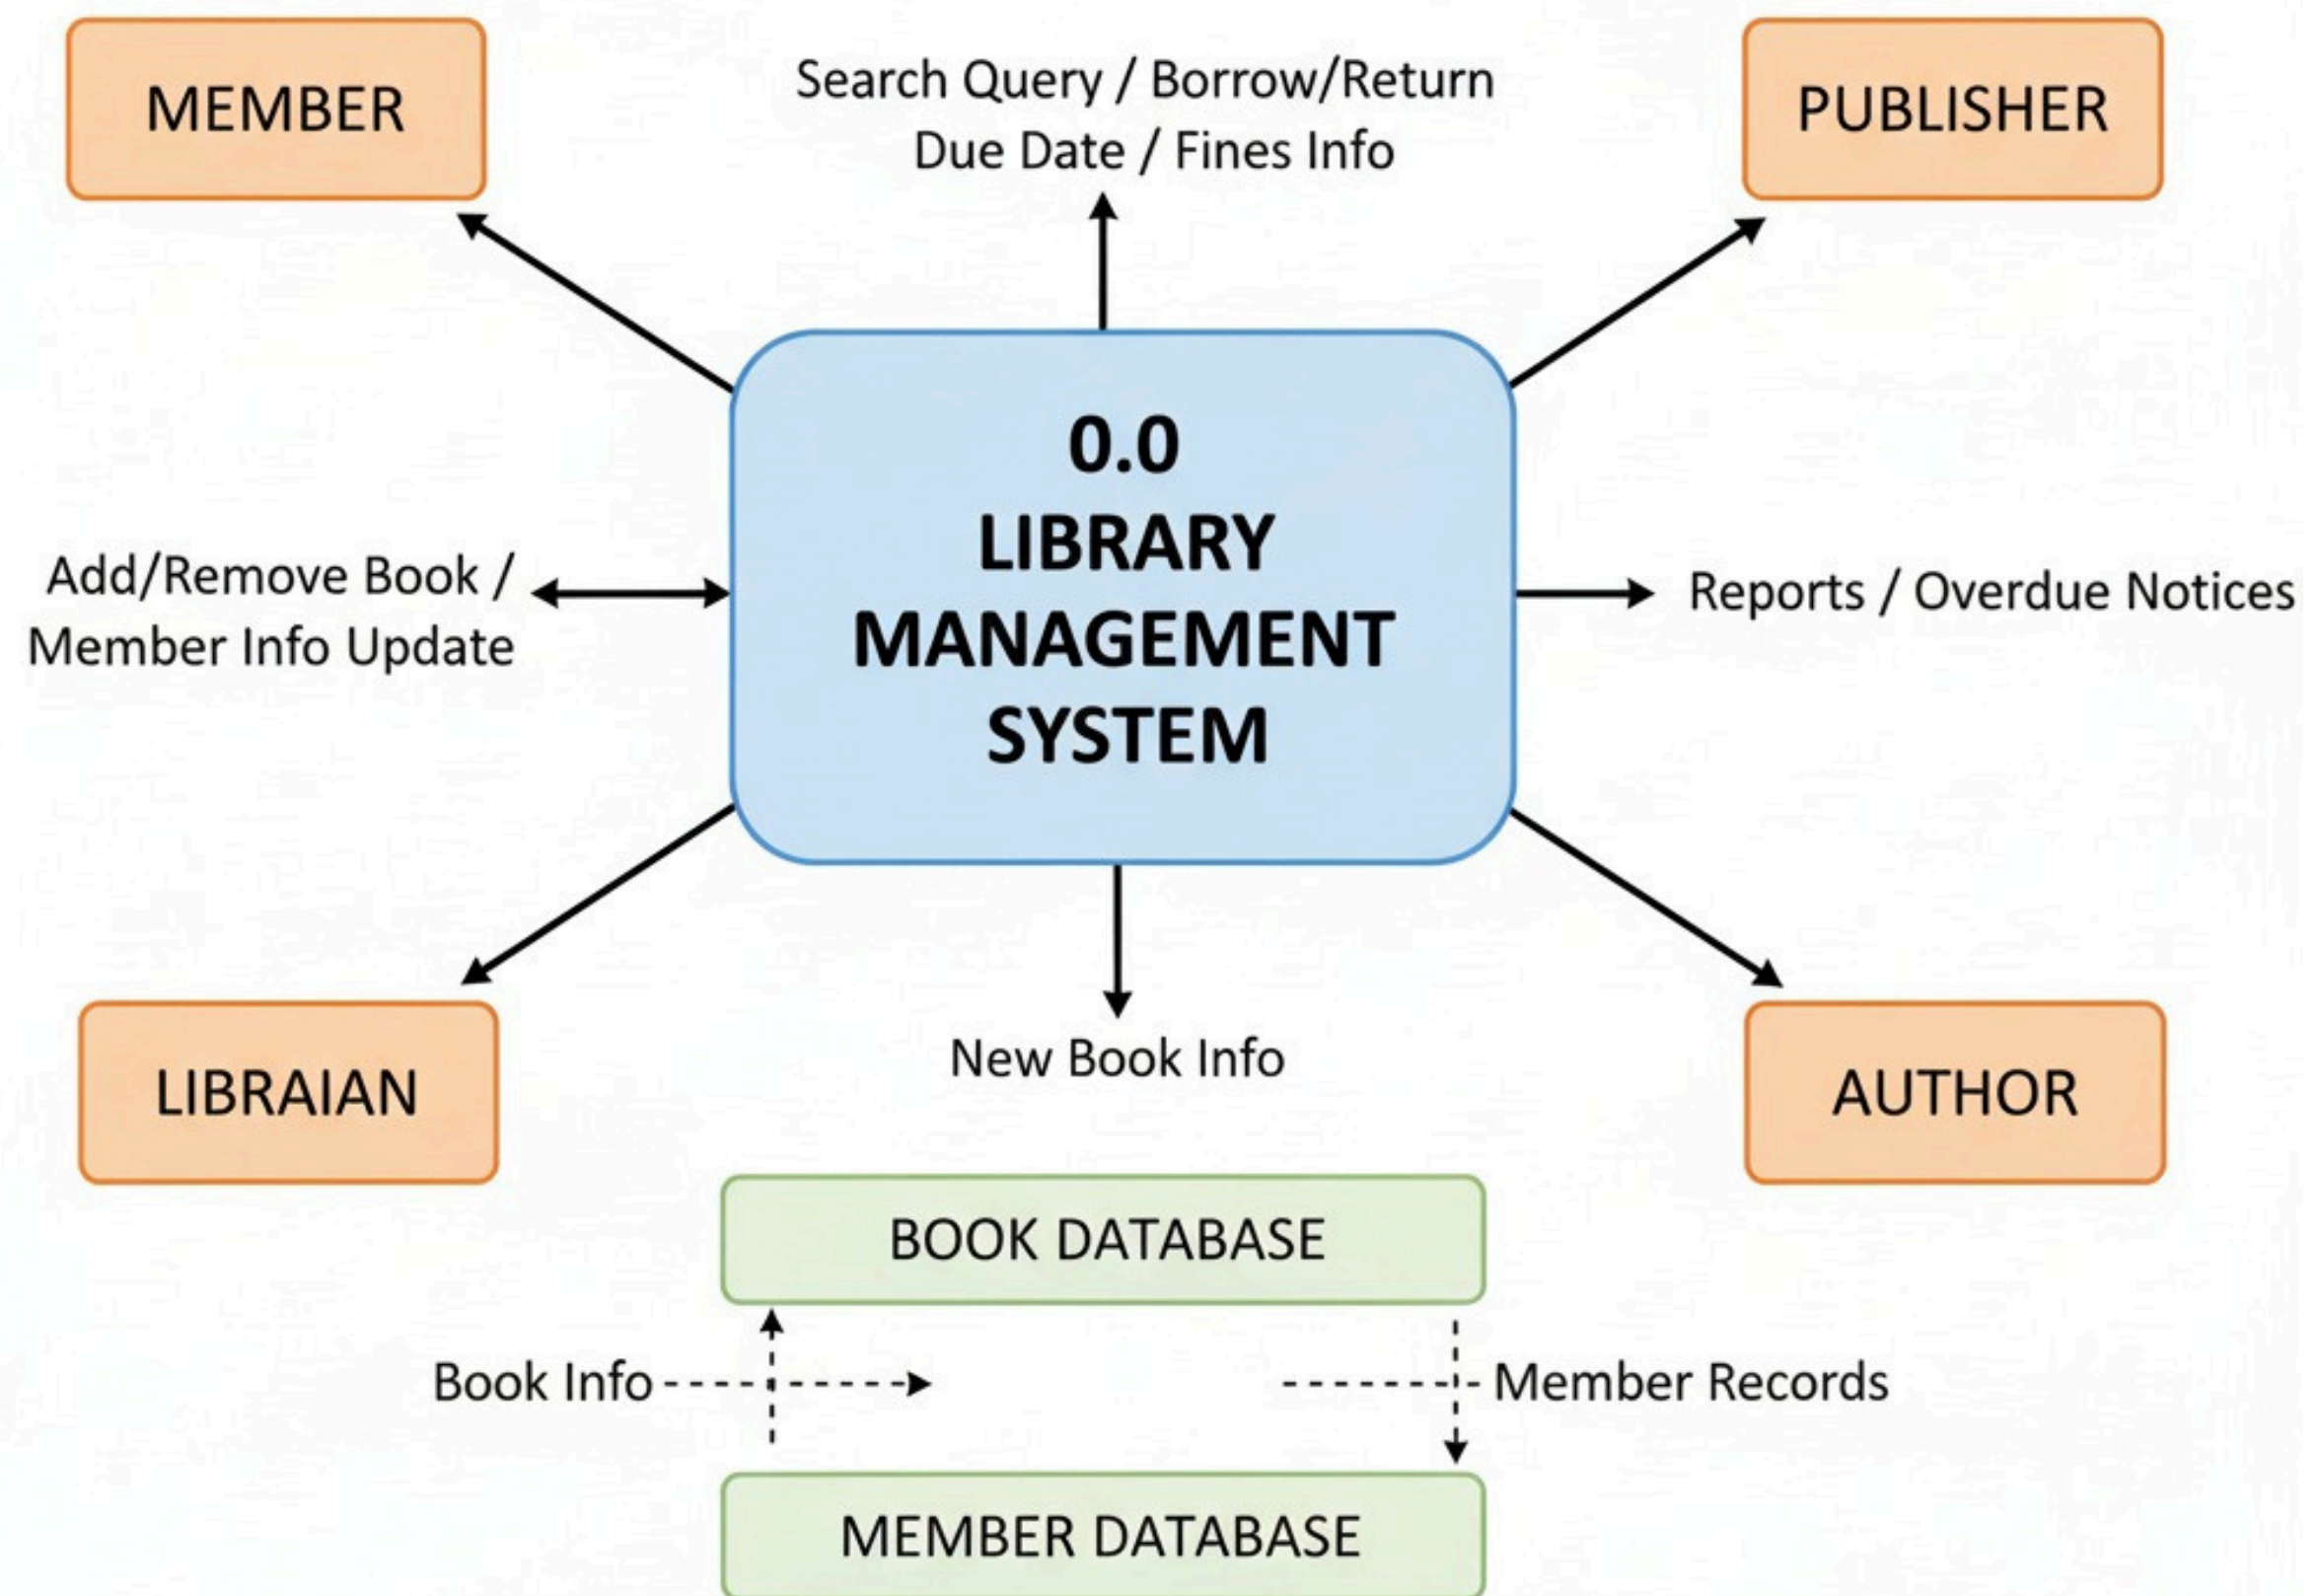 MEMBER
Search Query / Borrow/Return
Due Date / Fines Info
PUBLISHER
0.0
LIBRARY
MANAGEMENT
SYSTEM
Add/Remove Book /
Member Info Update
Reports / Overdue Notices
LIBRAIAN
New Book Info
AUTHOR
BOOK DATABASE
Book Info
Member Records
MEMBER DATABASE